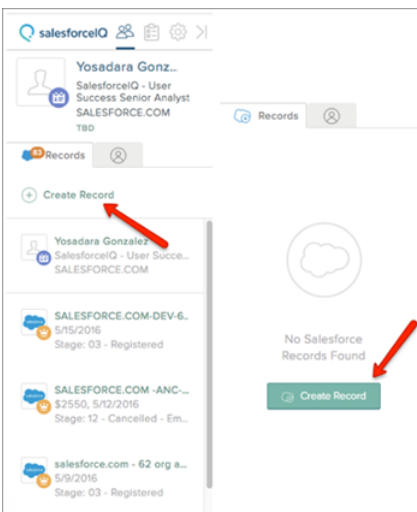 salesforceIQ
Yosadara Gonz...
SalesforceIQ - User
Success Senior Analyst
SALESFORCE.COM
TBD
83
Records
Create Record
Yosadara Gonzalez
SalesforceIQ - User Succe...
SALESFORCE.COM
SALESFORCE.COM-DEV-6...
5/15/2016
Stage: 03 - Registered
SALESFORCE.COM -ANC-...
$2550, 5/12/2016
Stage: 12 - Cancelled - Em...
salesforce.com - 62 org a...
5/9/2016
Stage: 03 - Registered
Records
No Salesforce
Records Found
Create Record